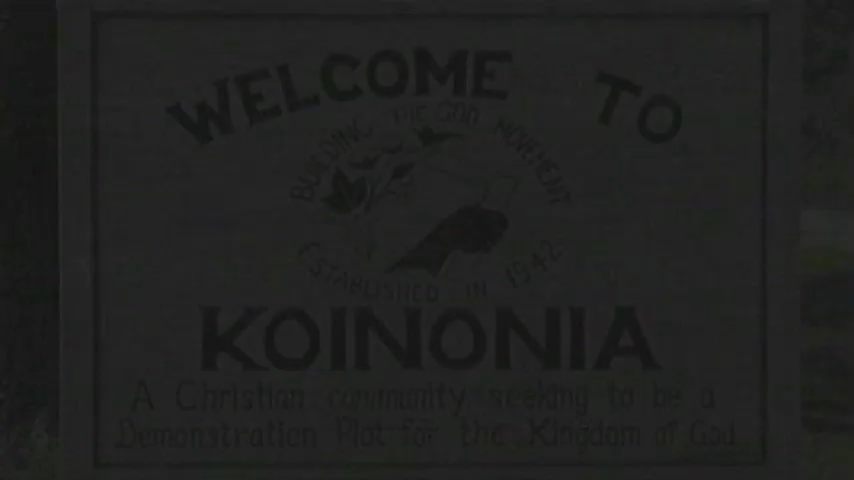 WELCOME TO
BUILDING THE GOD MOVEMENT
ESTABLISHED IN 1942
KOINONIA
A Christian community seeking to be a
Demonstration Plot for the Kingdom of God